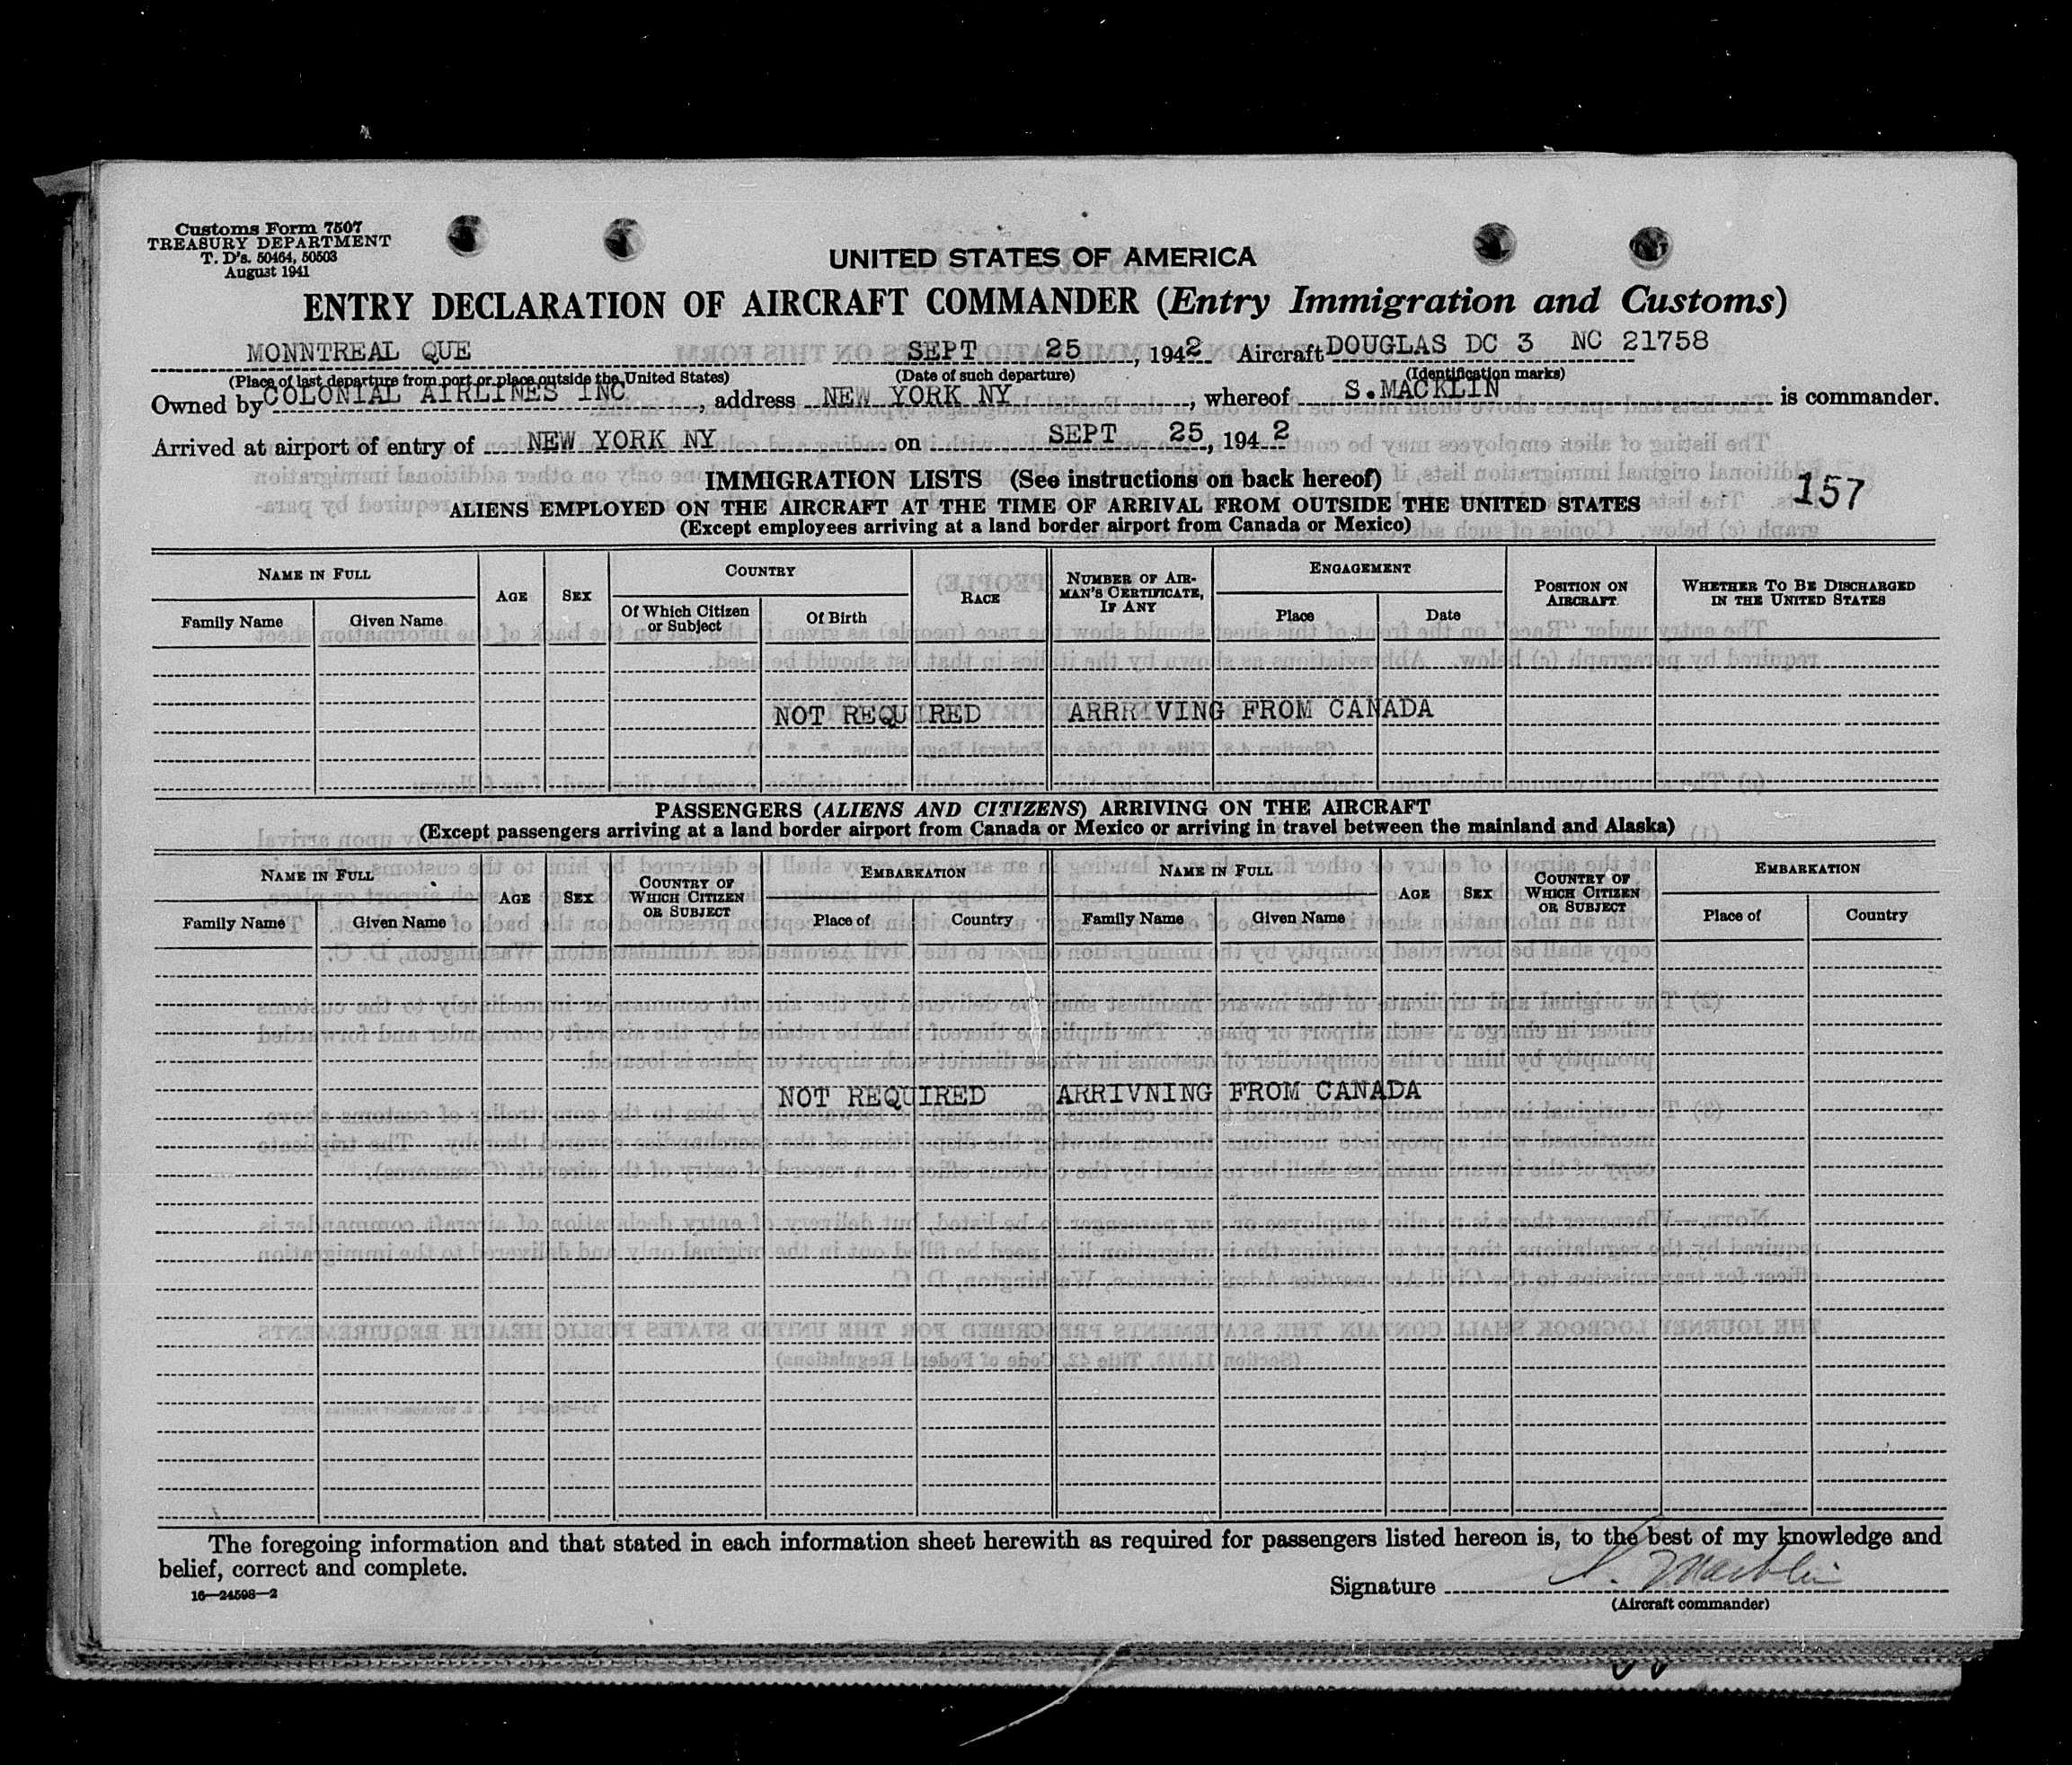 Customs Form 7507
TREASURY DEPARTMENT
T. D's. 50464, 50503
August 1941
UNITED STATES OF AMERICA
ENTRY DECLARATION OF AIRCRAFT COMMANDER (Entry Immigration and Customs)
MONNTREAL QUE SEPT 25, 1942 Aircraft DOUGLAS DC 3 NC 21758
(Place of last departure from port or place outside the United States) (Date of such departure) (Identification marks)
Owned by COLONIAL AIRLINES INC, address NEW YORK NY, whereof S.MACKLIN is commander.
Arrived at airport of entry of NEW YORK NY on SEPT 25, 1942
IMMIGRATION LISTS (See instructions on back hereof)
157
ALIENS EMPLOYED ON THE AIRCRAFT AT THE TIME OF ARRIVAL FROM OUTSIDE THE UNITED STATES
(Except employees arriving at a land border airport from Canada or Mexico)
NAME IN FULL AGE SEX COUNTRY RACE NUMBER OF AIRMAN'S CERTIFICATE, IF ANY ENGAGEMENT POSITION ON AIRCRAFT WHETHER TO BE DISCHARGED IN THE UNITED STATES
Family Name Given Name Of Which Citizen or Subject Of Birth Place Date
NOT REQUIRED ARRRIVING FROM CANADA
PASSENGERS (ALIENS AND CITIZENS) ARRIVING ON THE AIRCRAFT
(Except passengers arriving at a land border airport from Canada or Mexico or arriving in travel between the mainland and Alaska)
NAME IN FULL AGE SEX COUNTRY OF WHICH CITIZEN OR SUBJECT EMBARKATION NAME IN FULL AGE SEX COUNTRY OF WHICH CITIZEN OR SUBJECT EMBARKATION
Family Name Given Name Place of Country Family Name Given Name Place of Country
NOT REQUIRED ARRIVNING FROM CANADA
The foregoing information and that stated in each information sheet herewith as required for passengers listed hereon is, to the best of my knowledge and
belief, correct and complete.
16—24598—2
Signature S. Macklin
(Aircraft commander)